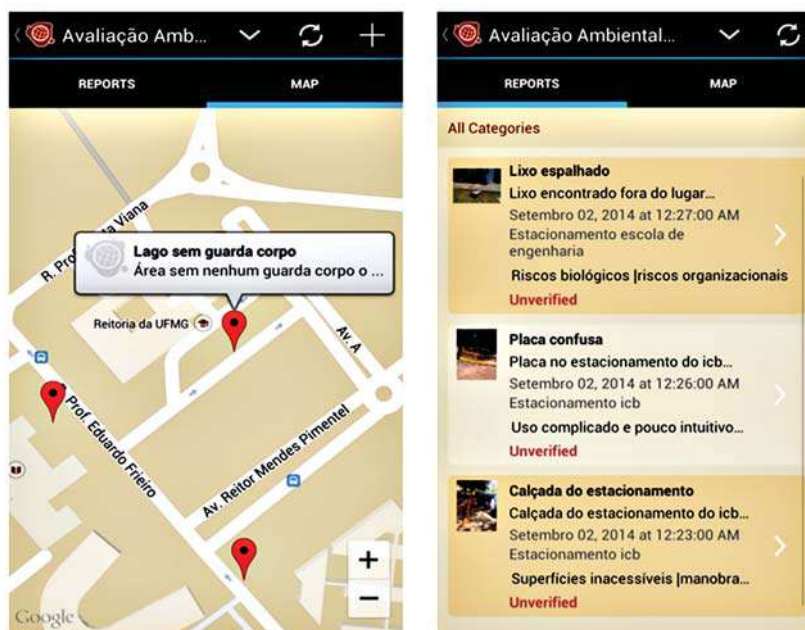 Avaliação Amb...
REPORTS
MAP
Viana
R. Pro
Lago sem guarda corpo
Área sem nenhum guarda corpo o ...
Reitoria da UFMG
Av. A
Prof. Eduardo Frieiro
Av. Reitor Mendes Pimentel
+
−
Google
Avaliação Ambiental...
REPORTS
MAP
All Categories
Lixo espalhado
Lixo encontrado fora do lugar...
Setembro 02, 2014 at 12:27:00 AM
Estacionamento escola de
engenharia
Riscos biológicos |riscos organizacionais
Unverified
Placa confusa
Placa no estacionamento do icb...
Setembro 02, 2014 at 12:26:00 AM
Estacionamento icb
Uso complicado e pouco intuitivo...
Unverified
Calçada do estacionamento
Calçada do estacionamento do icb...
Setembro 02, 2014 at 12:23:00 AM
Estacionamento icb
Superfícies inacessíveis |manobra...
Unverified